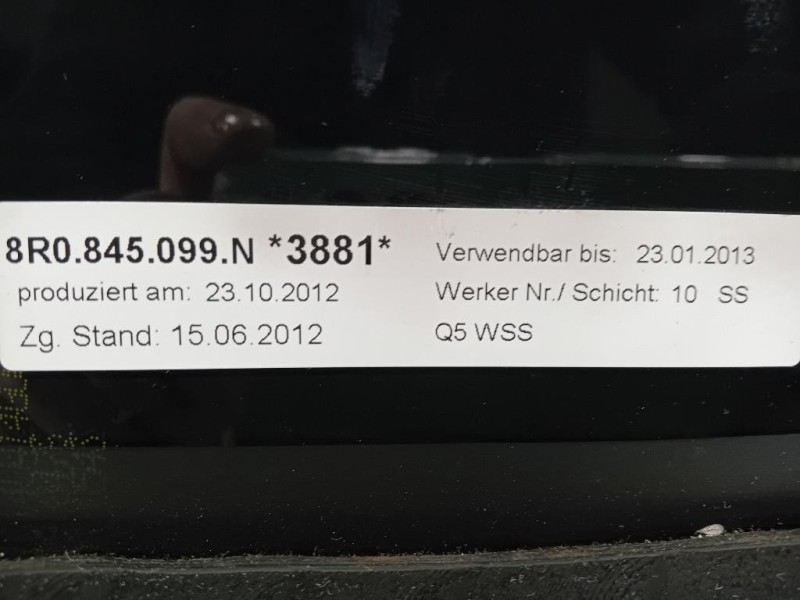 8R0.845.099.N *3881*
produziert am: 23.10.2012
Zg. Stand: 15.06.2012
Verwendbar bis: 23.01.2013
Werker Nr./ Schicht: 10 SS
Q5 WSS